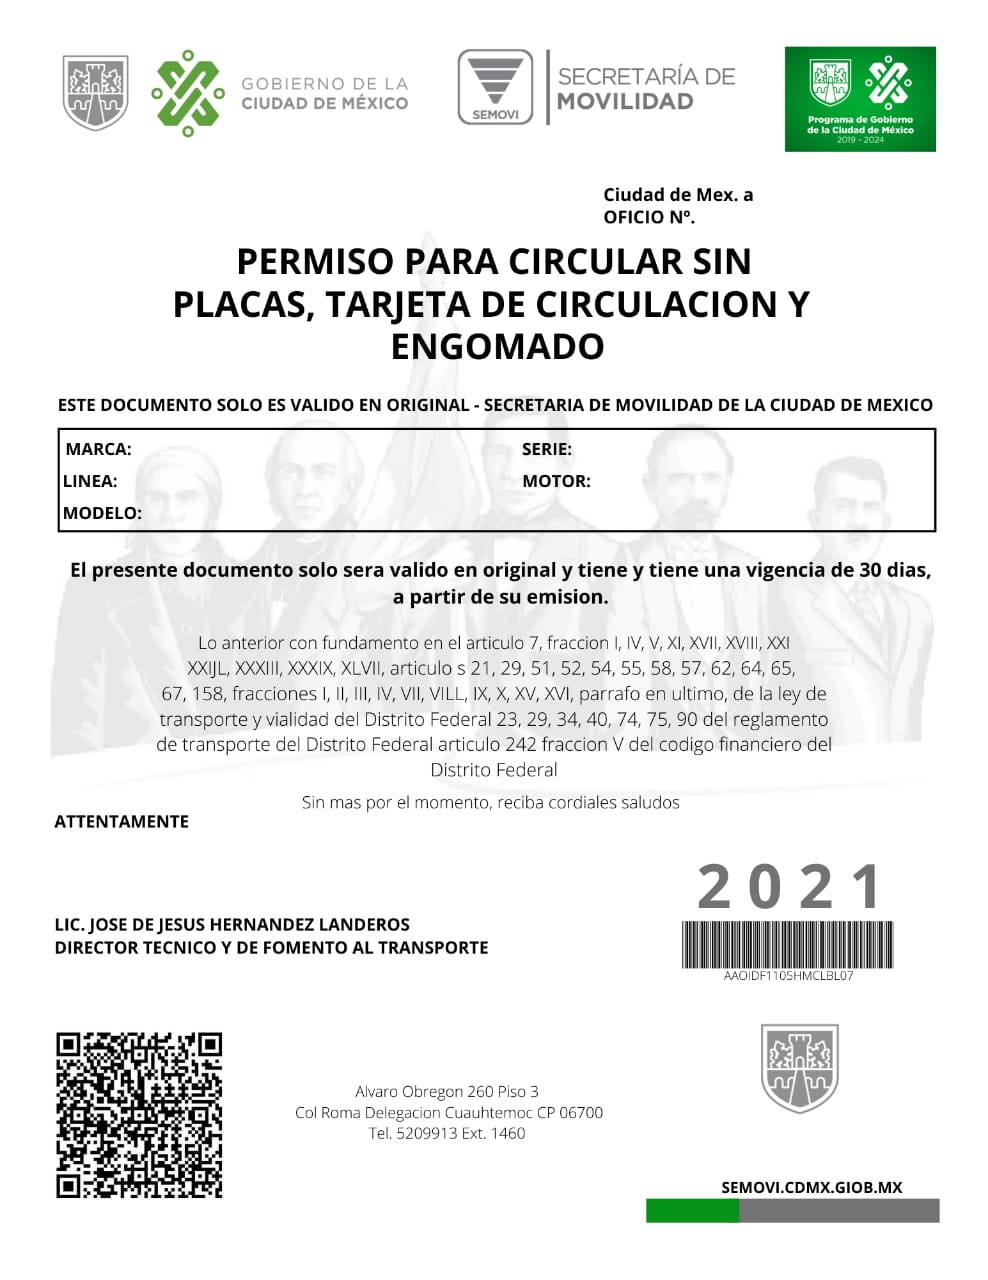 GOBIERNO DE LA
CIUDAD DE MÉXICO
SEMOVI
SECRETARÍA DE
MOVILIDAD
Programa de Gobierno
de la Ciudad de México
2019 - 2024
Ciudad de Mex. a
OFICIO Nº.
PERMISO PARA CIRCULAR SIN
PLACAS, TARJETA DE CIRCULACION Y
ENGOMADO
ESTE DOCUMENTO SOLO ES VALIDO EN ORIGINAL - SECRETARIA DE MOVILIDAD DE LA CIUDAD DE MEXICO
MARCA:
SERIE:
LINEA:
MOTOR:
MODELO:
El presente documento solo sera valido en original y tiene y tiene una vigencia de 30 dias,
a partir de su emision.
Lo anterior con fundamento en el articulo 7, fraccion I, IV, V, XI, XVII, XVIII, XXI
XXIJL, XXXIII, XXXIX, XLVII, articulo s 21, 29, 51, 52, 54, 55, 58, 57, 62, 64, 65,
67, 158, fracciones I, II, III, IV, VII, VILL, IX, X, XV, XVI, parrafo en ultimo, de la ley de
transporte y vialidad del Distrito Federal 23, 29, 34, 40, 74, 75, 90 del reglamento
de transporte del Distrito Federal articulo 242 fraccion V del codigo financiero del
Distrito Federal
Sin mas por el momento, reciba cordiales saludos
ATTENTAMENTE
2021
LIC. JOSE DE JESUS HERNANDEZ LANDEROS
DIRECTOR TECNICO Y DE FOMENTO AL TRANSPORTE
AAOIDF1105HMCLBL07
Alvaro Obregon 260 Piso 3
Col Roma Delegacion Cuauhtemoc CP 06700
Tel. 5209913 Ext. 1460
SEMOVI.CDMX.GIOB.MX